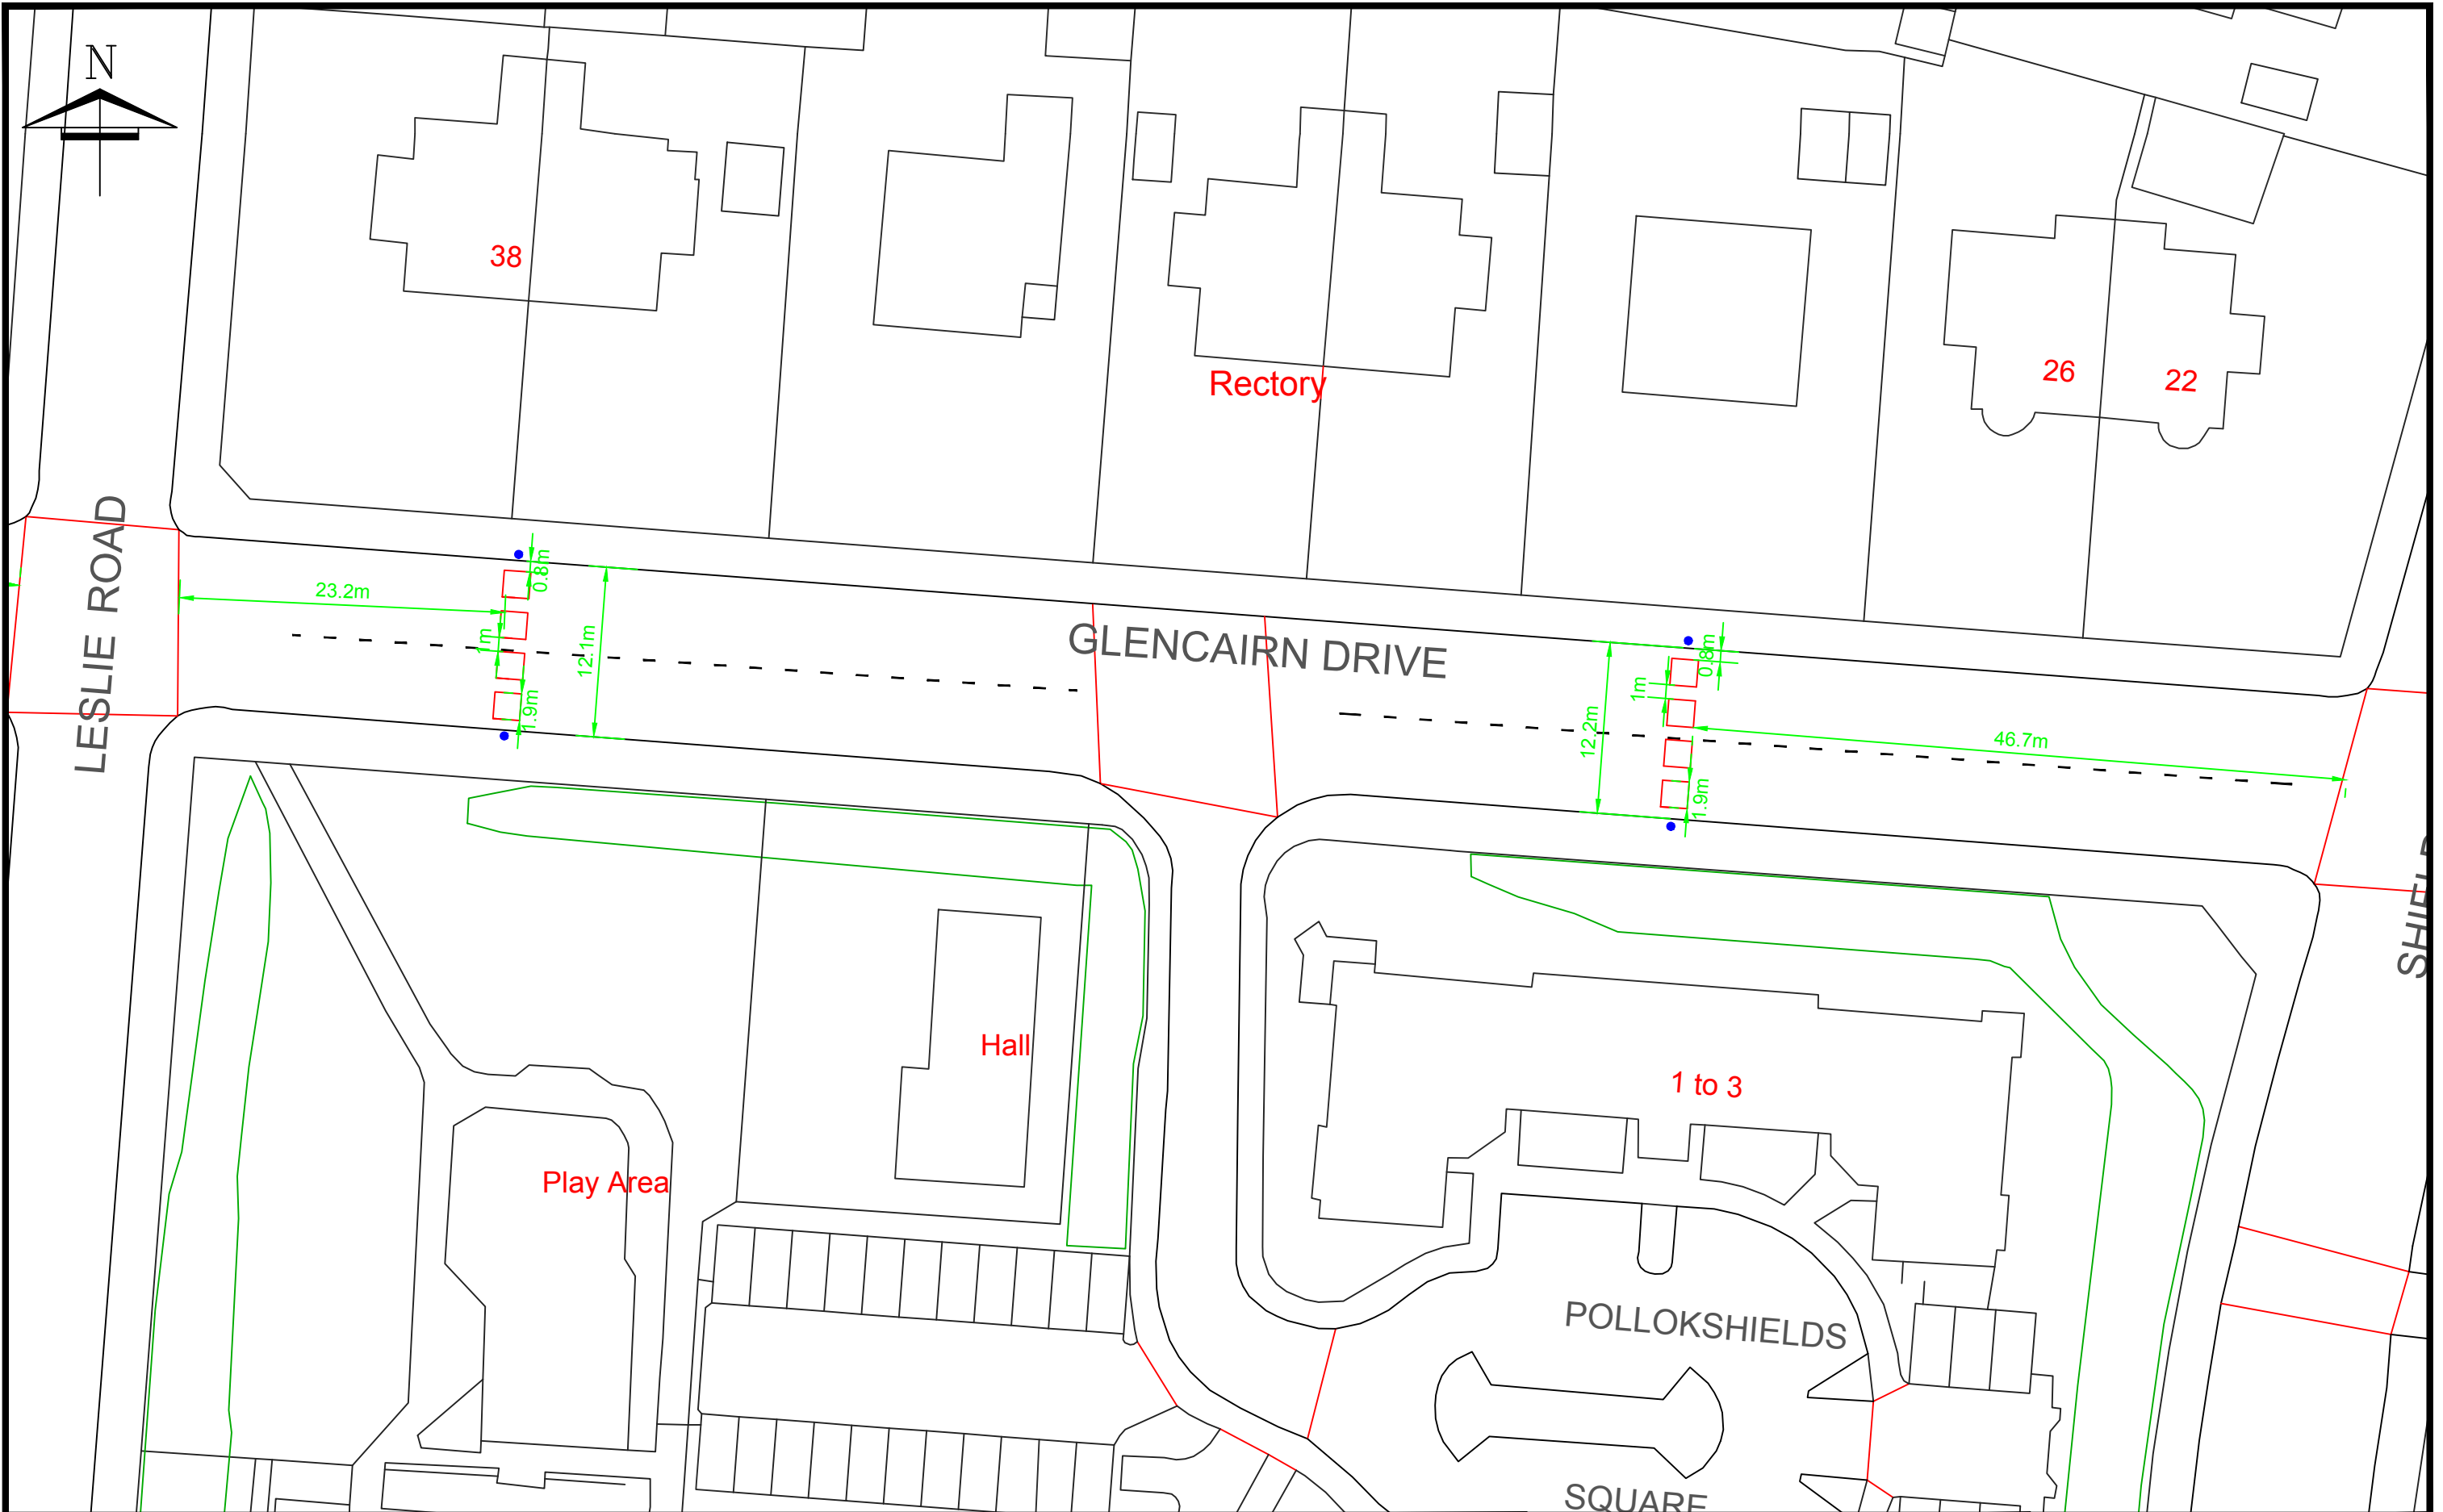 N
38
Rectory
26
22
LESLIE ROAD
0.8m
23.2m
1m
12.1m
1.9m
GLENCAIRN DRIVE
0.8m
1m
12.2m
46.7m
1.9m
Hall
1 to 3
Play Area
POLLOKSHIELDS
SQUARE